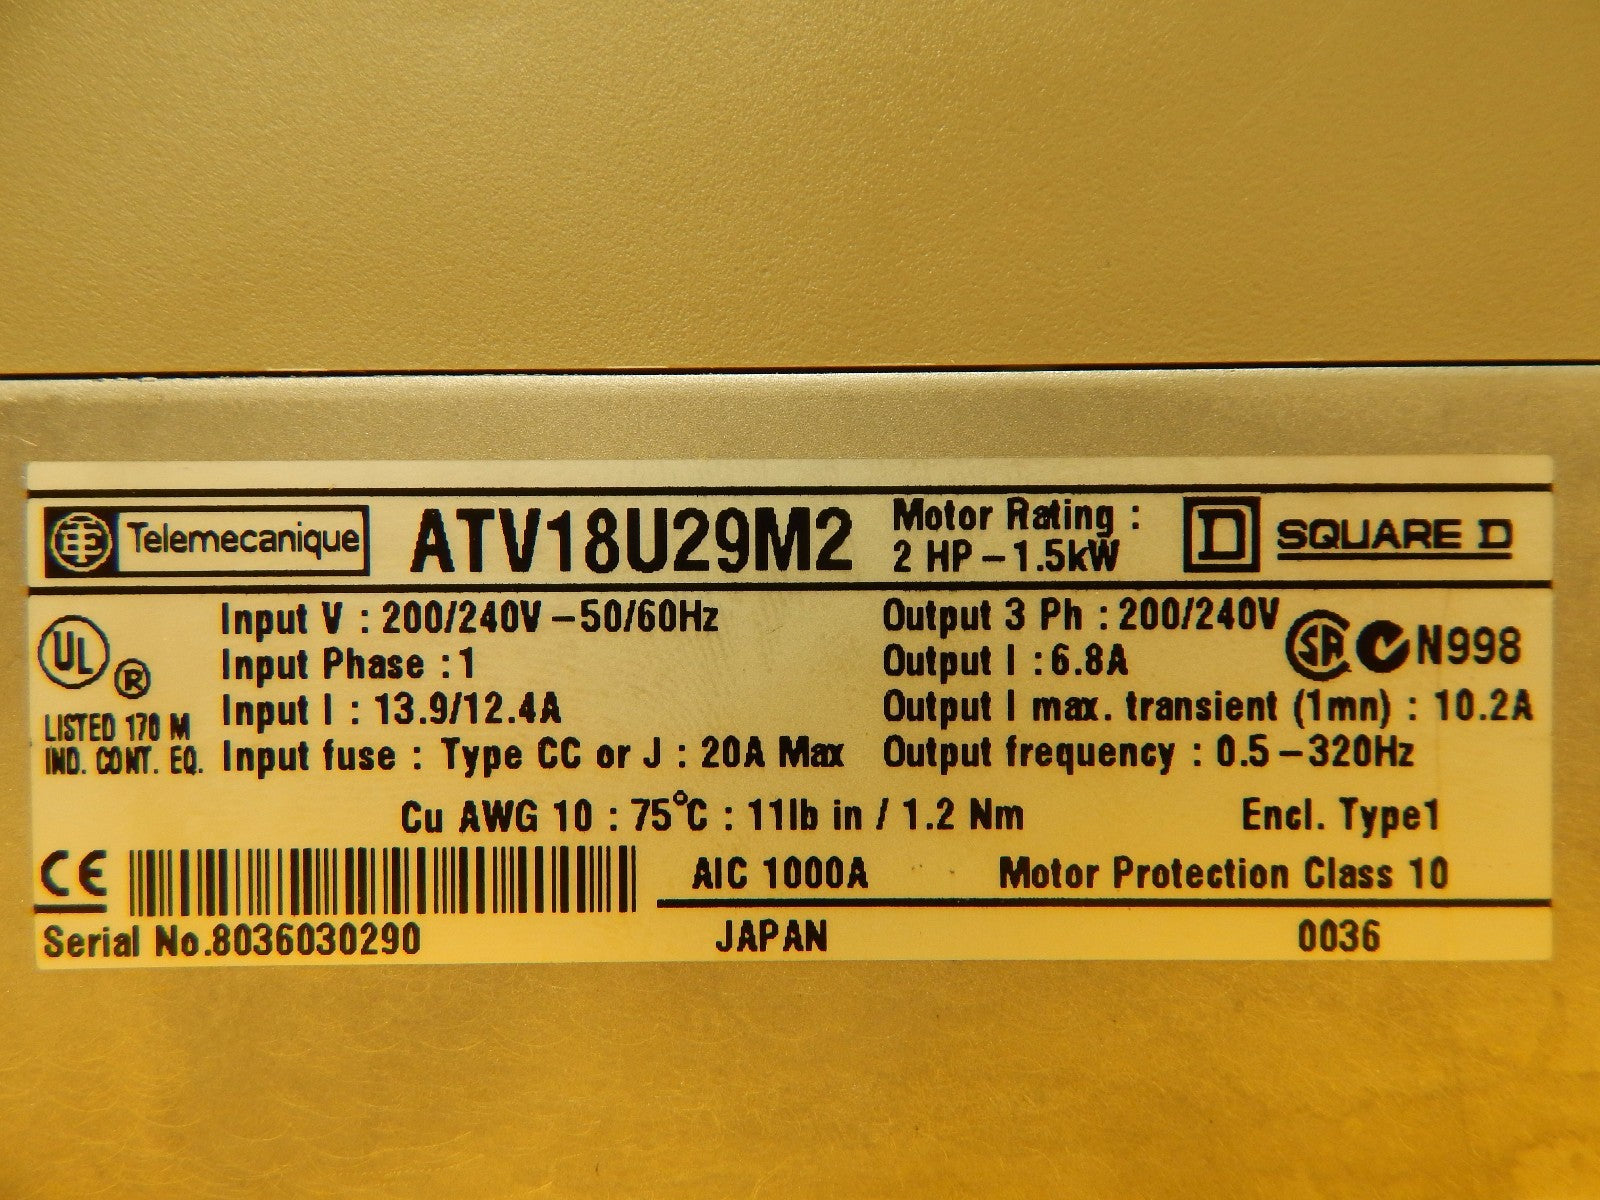 Telemecanique ATV18U29M2 Motor Rating : 2 HP – 1.5kW D SQUARE D
UL ® LISTED 170 M IND. CONT. EQ.
Input V : 200/240V – 50/60Hz Output 3 Ph : 200/240V
Input Phase : 1 Output I : 6.8A SA N998
Input I : 13.9/12.4A Output I max. transient (1mn) : 10.2A
Input fuse : Type CC or J : 20A Max Output frequency : 0.5 – 320Hz
Cu AWG 10 : 75°C : 11lb in / 1.2 Nm Encl. Type1
CE AIC 1000A Motor Protection Class 10
Serial No.8036030290 JAPAN 0036